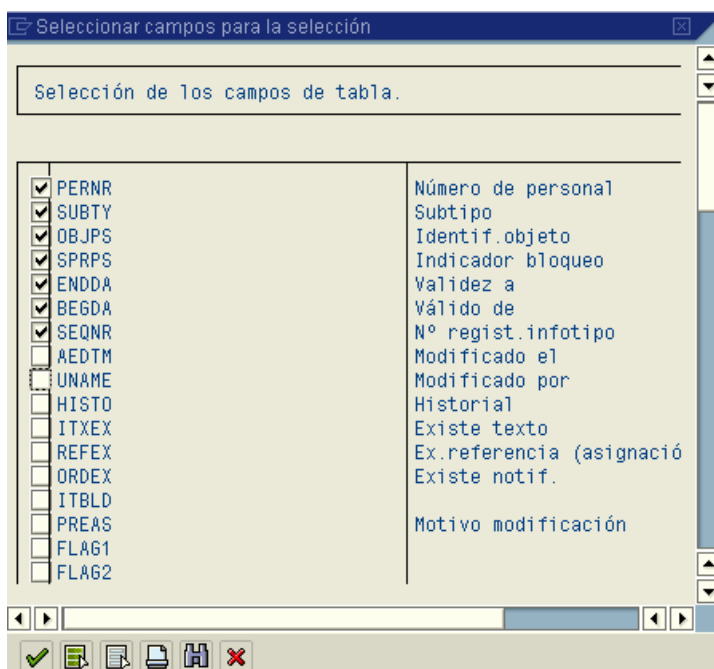 Seleccionar campos para la selección
Selección de los campos de tabla.
PERNR Número de personal
SUBTY Subtipo
OBJPS Identif.objeto
SPRPS Indicador bloqueo
ENDDA Validez a
BEGDA Válido de
SEQNR Nº regist.infotipo
AEDTM Modificado el
UNAME Modificado por
HISTO Historial
ITXEX Existe texto
REFEX Ex.referencia (asignació
ORDEX Existe notif.
ITBLD
PREAS Motivo modificación
FLAG1
FLAG2